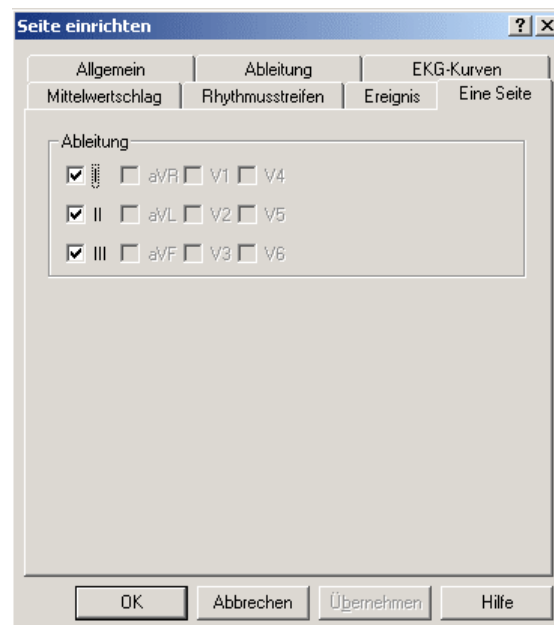 Seite einrichten
Allgemein Ableitung EKG-Kurven
Mittelwertschlag Rhythmusstreifen Ereignis Eine Seite
Ableitung
I aVR V1 V4
II aVL V2 V5
III aVF V3 V6
OK Abbrechen Übernehmen Hilfe